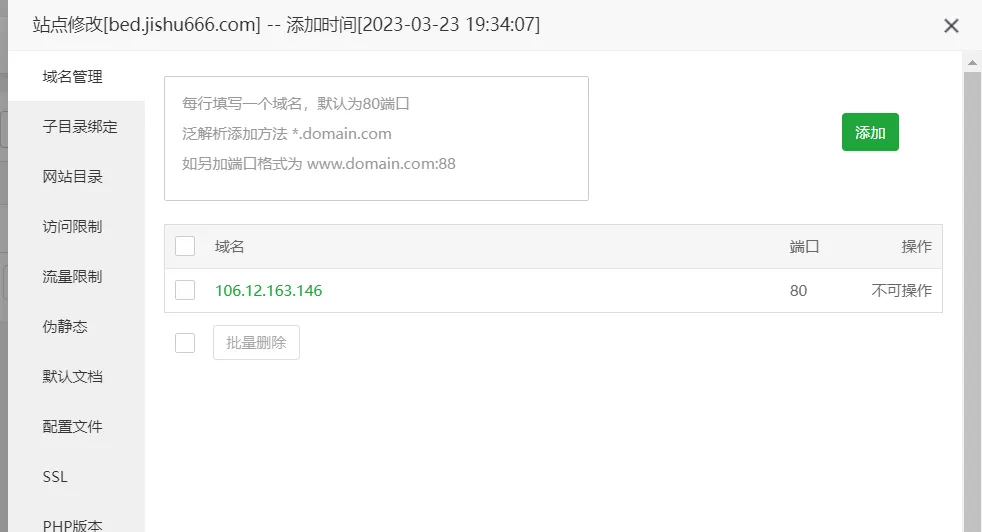 站点修改[bed.jishu666.com] -- 添加时间[2023-03-23 19:34:07]
域名管理
子目录绑定
网站目录
访问限制
流量限制
伪静态
默认文档
配置文件
SSL
PHP版本
每行填写一个域名，默认为80端口
泛解析添加方法 *.domain.com
如另加端口格式为 www.domain.com:88
添加
域名 端口 操作
106.12.163.146 80 不可操作
批量删除